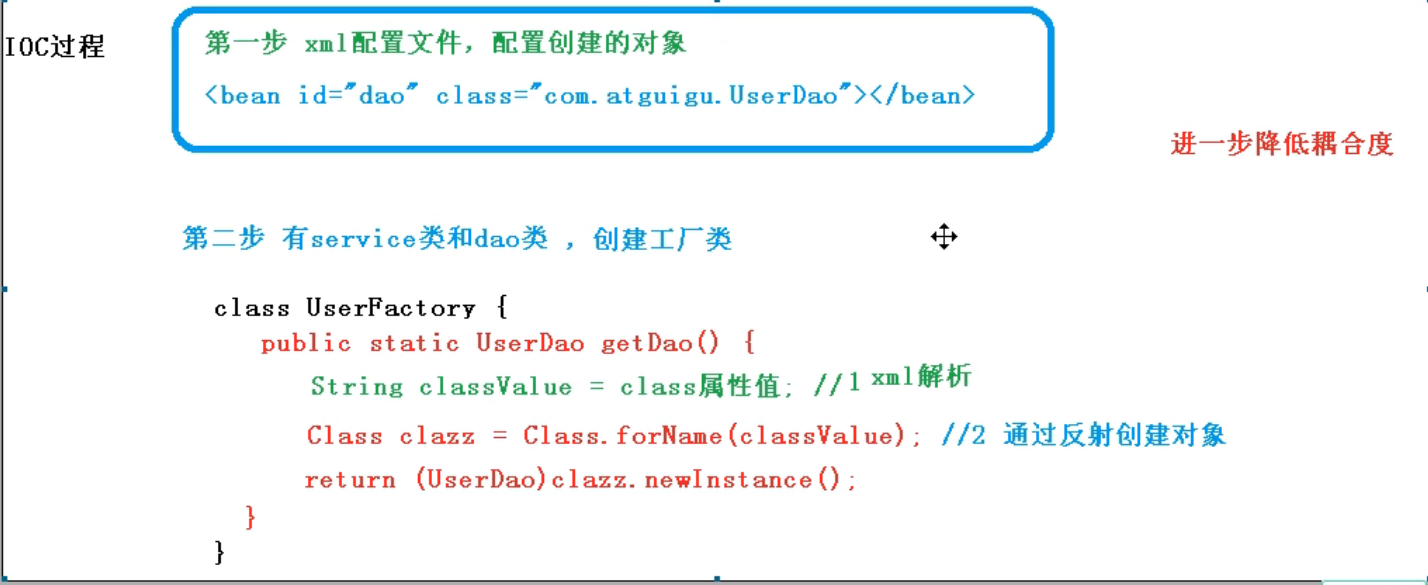 IOC过程
第一步 xml配置文件，配置创建的对象
<bean id="dao" class="com.atguigu.UserDao"></bean>
进一步降低耦合度
第二步 有service类和dao类 ，创建工厂类
class UserFactory {
public static UserDao getDao() {
String classValue = class属性值; //1 xml解析
Class clazz = Class.forName(classValue); //2 通过反射创建对象
return (UserDao)clazz.newInstance();
}
}